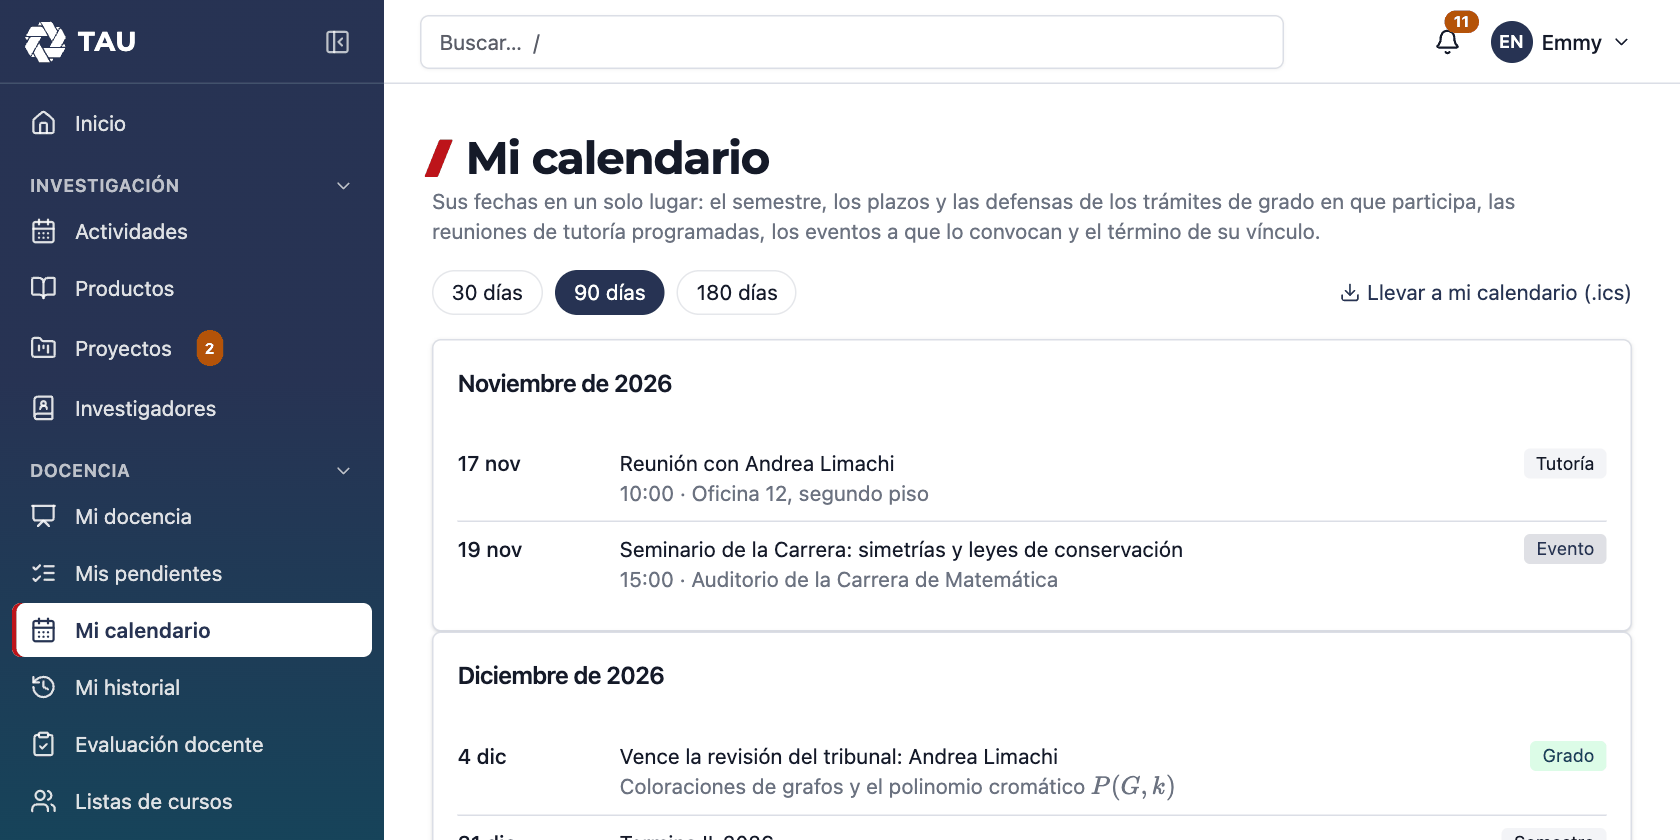 TAU
Buscar... /
11
EN
Emmy
Inicio
INVESTIGACIÓN
Actividades
Productos
Proyectos 2
Investigadores
DOCENCIA
Mi docencia
Mis pendientes
Mi calendario
Mi historial
Evaluación docente
Listas de cursos
Mi calendario
Sus fechas en un solo lugar: el semestre, los plazos y las defensas de los trámites de grado en que participa, las
reuniones de tutoría programadas, los eventos a que lo convocan y el término de su vínculo.
30 días
90 días
180 días
Llevar a mi calendario (.ics)
Noviembre de 2026
17 nov
Reunión con Andrea Limachi
10:00 · Oficina 12, segundo piso
Tutoría
19 nov
Seminario de la Carrera: simetrías y leyes de conservación
15:00 · Auditorio de la Carrera de Matemática
Evento
Diciembre de 2026
4 dic
Vence la revisión del tribunal: Andrea Limachi
Coloraciones de grafos y el polinomio cromático P(G, k)
Grado